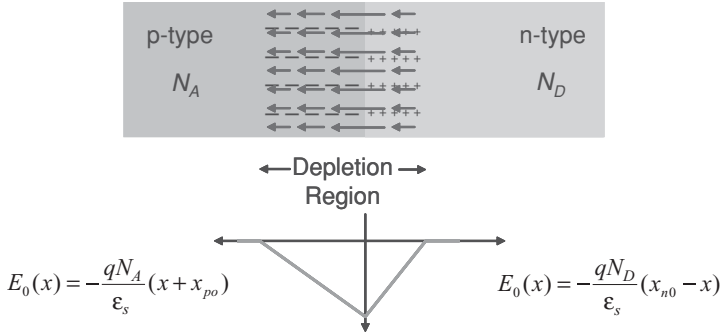 p-type
n-type
N_A
N_D
Depletion
Region
E_0(x) = -\frac{qN_A}{ε_s}(x + x_{po})
E_0(x) = -\frac{qN_D}{ε_s}(x_{n0} - x)